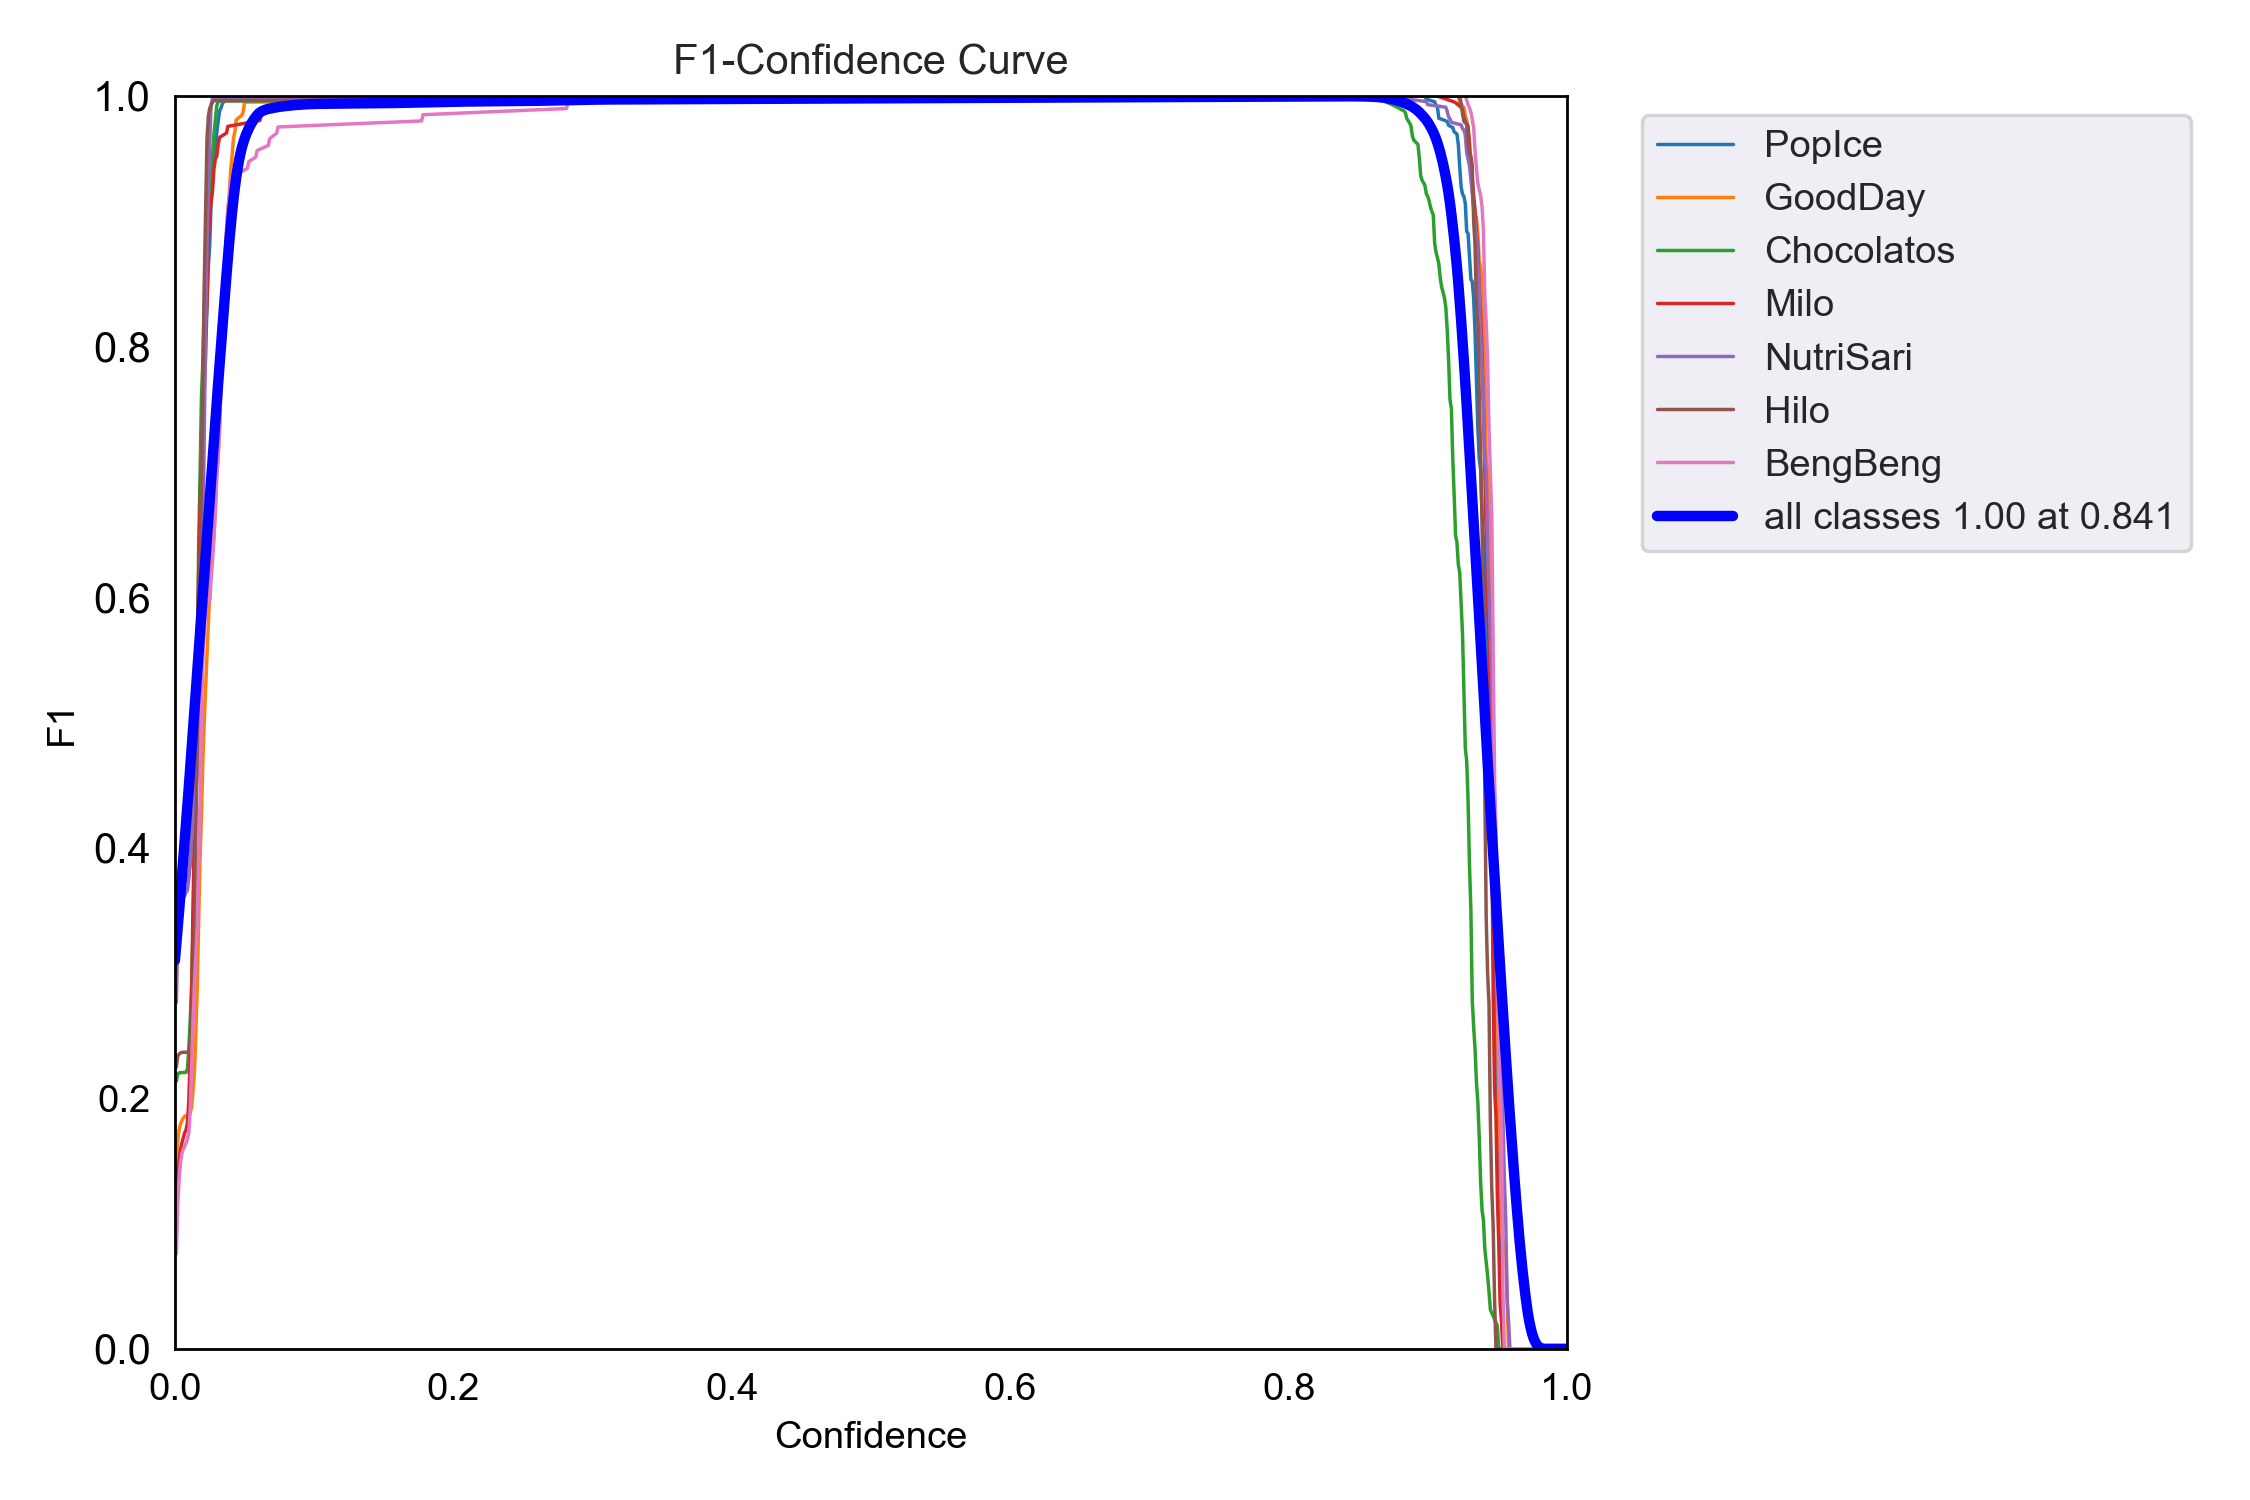 F1-Confidence Curve
1.0
0.8
0.6
0.4
0.2
0.0
F1
0.0 0.2 0.4 0.6 0.8 1.0
Confidence
PopIce
GoodDay
Chocolatos
Milo
NutriSari
Hilo
BengBeng
all classes 1.00 at 0.841